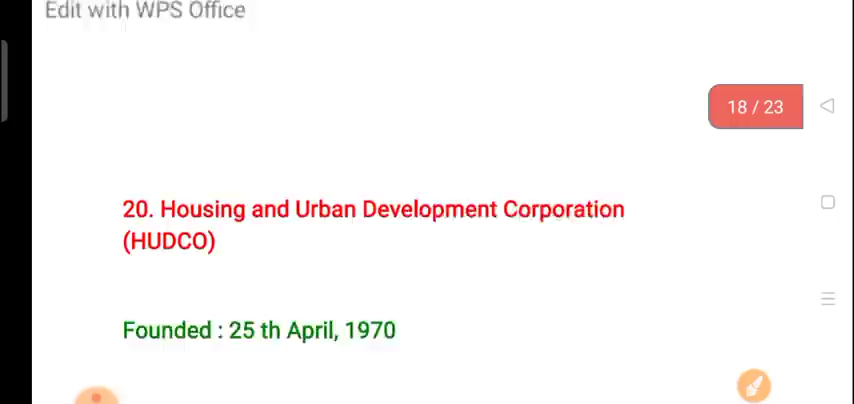 Edit with WPS Office
18 / 23
20. Housing and Urban Development Corporation
(HUDCO)
Founded : 25 th April, 1970